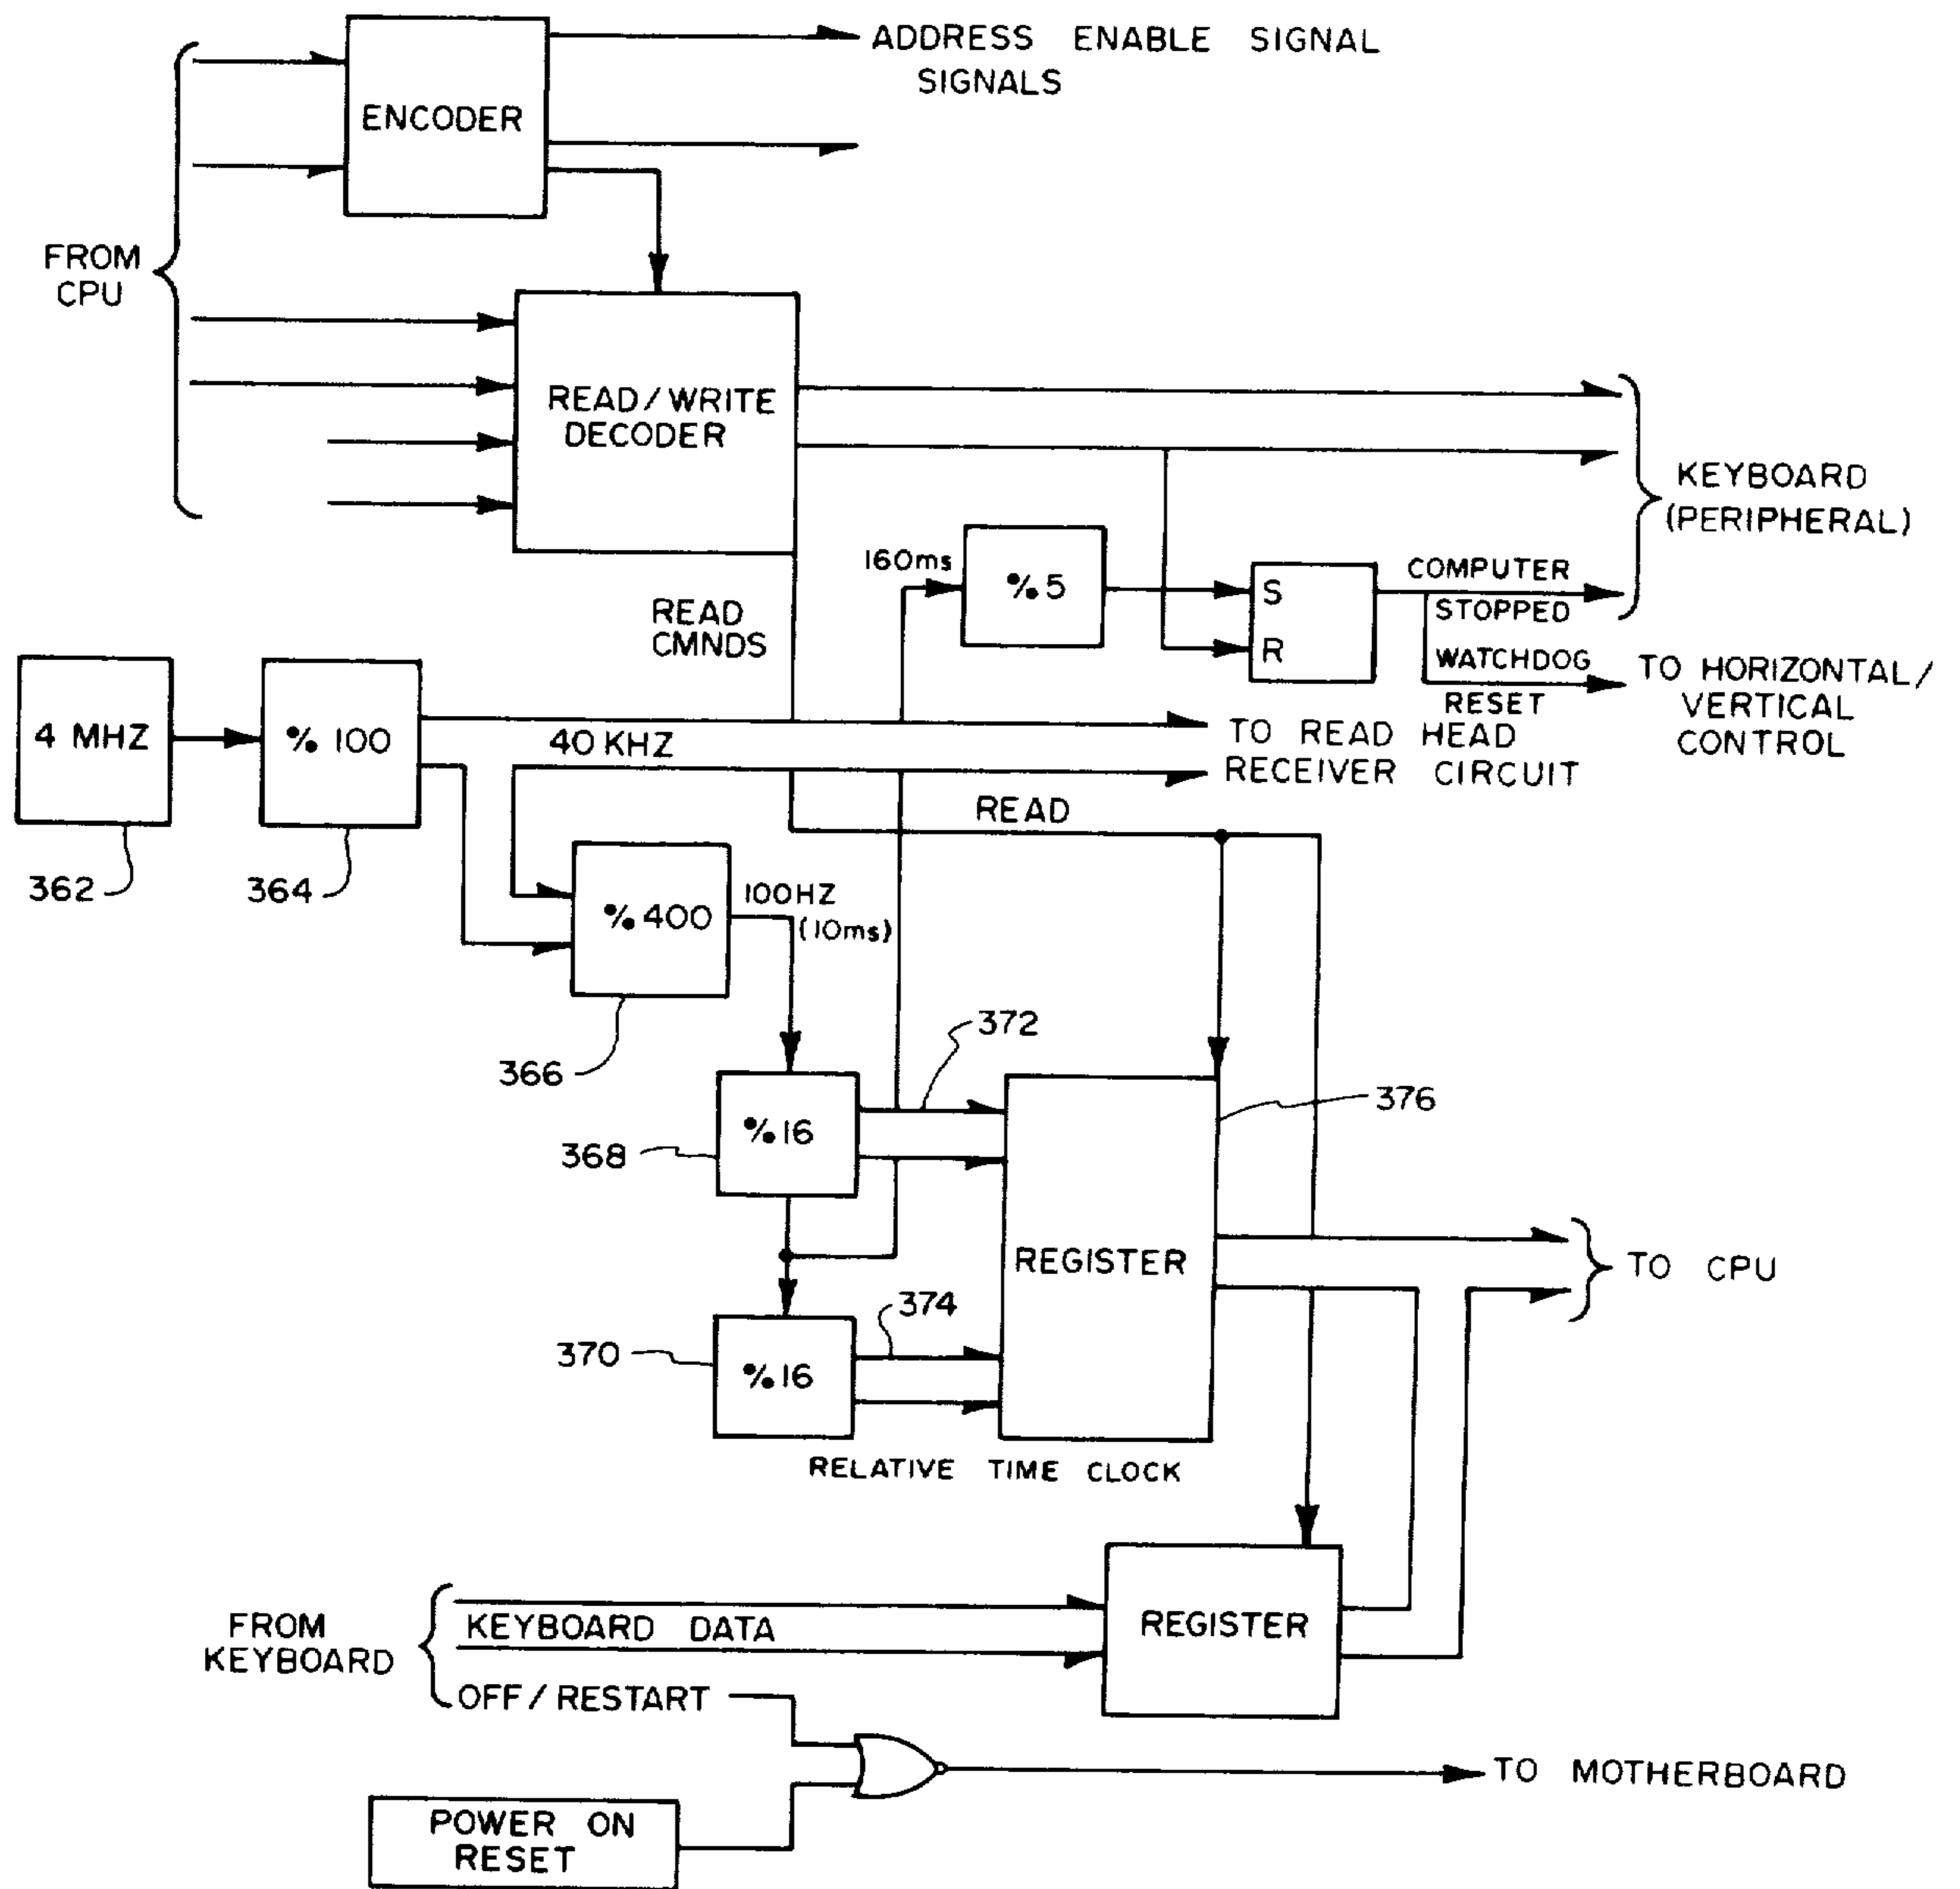 ADDRESS ENABLE SIGNAL
SIGNALS
ENCODER
FROM
CPU
READ/WRITE
DECODER
KEYBOARD
(PERIPHERAL)
160ms
%5
S
R
COMPUTER
STOPPED
WATCHDOG
RESET
TO HORIZONTAL/
VERTICAL
CONTROL
READ
CMNDS
4 MHZ
% 100
40 KHZ
TO READ HEAD
RECEIVER CIRCUIT
READ
362
364
% 400
100HZ
(10ms)
366
372
376
% 16
368
REGISTER
TO CPU
374
370
% 16
RELATIVE TIME CLOCK
FROM
KEYBOARD
KEYBOARD DATA
REGISTER
OFF/RESTART
TO MOTHERBOARD
POWER ON
RESET